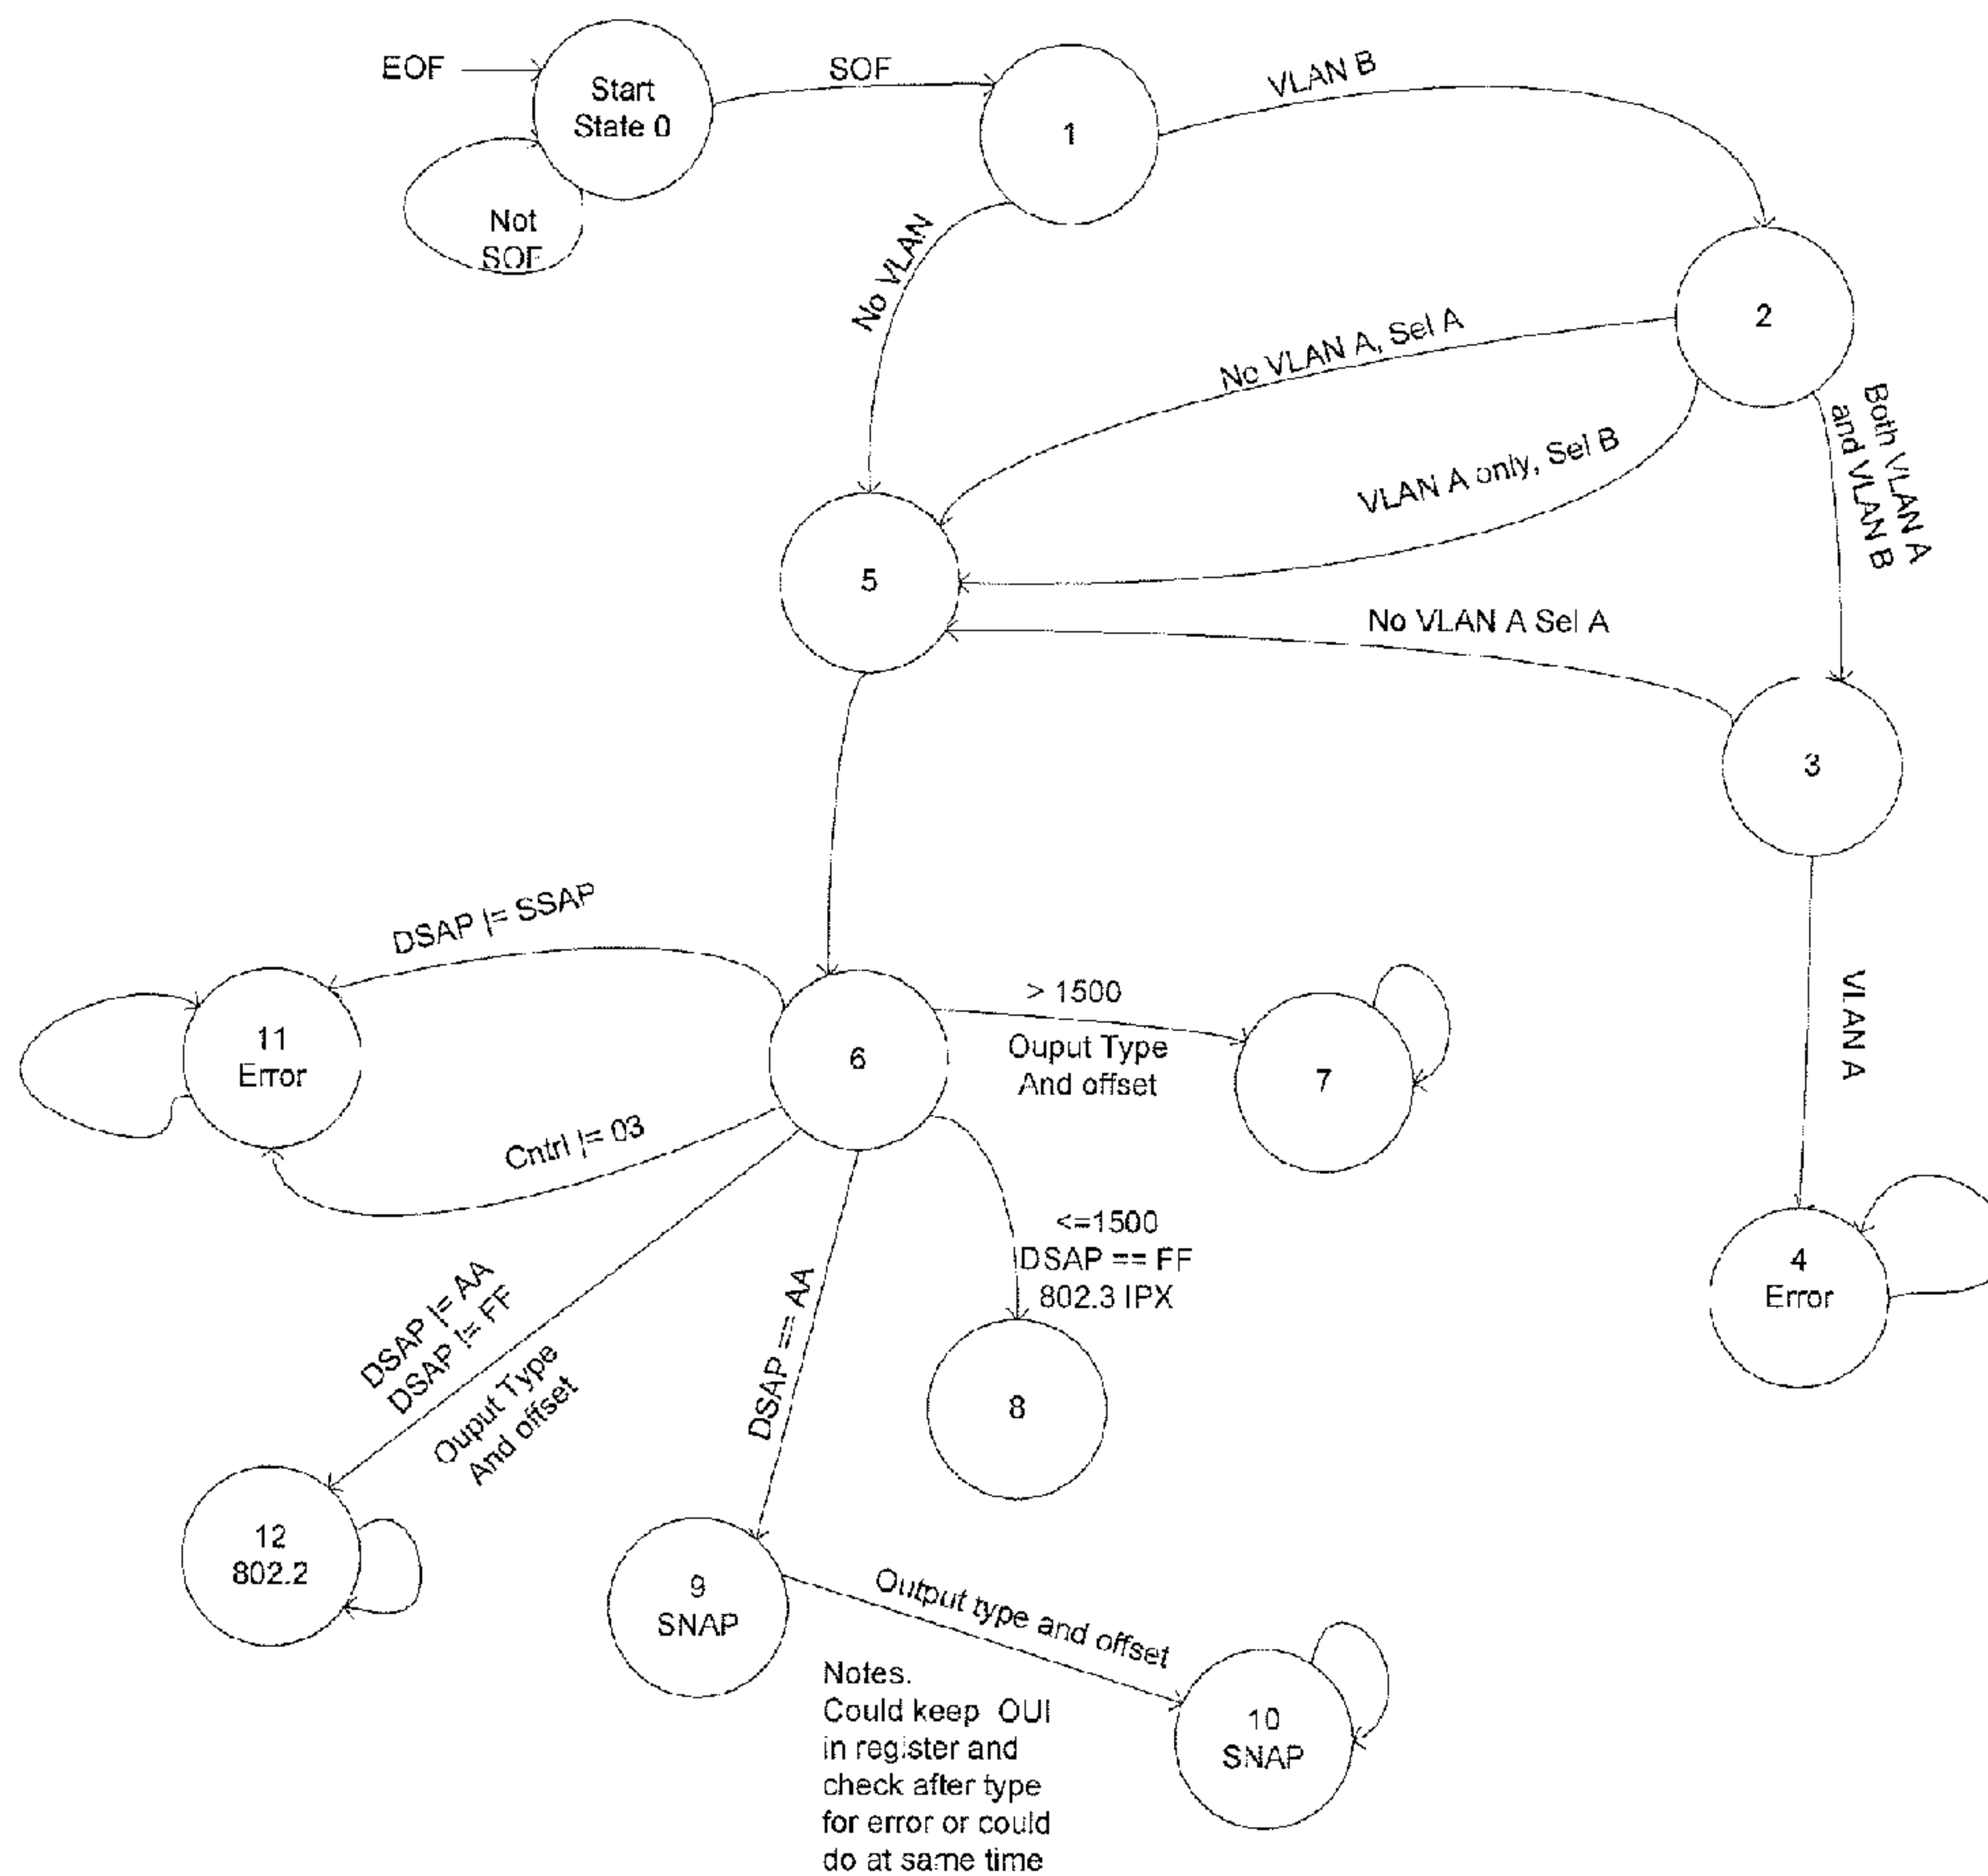 EOF
Start
State 0
SOF
1
VLAN B
Not
SOF
No VLAN
2
No VLAN A, Sel A
Both VLAN A
and VLAN B
VLAN A only, Sel B
5
No VLAN A Sel A
3
DSAP |= SSAP
> 1500
Ouput Type
And offset
VLAN A
11
Error
6
7
Cntrl |= 03
<=1500
DSAP == FF
802.3 IPX
4
Error
DSAP |= AA
DSAP != FF
Ouput Type
And offset
DSAP == AA
8
12
802.2
9
SNAP
Output type and offset
10
SNAP
Notes.
Could keep OUI
in register and
check after type
for error or could
do at same time